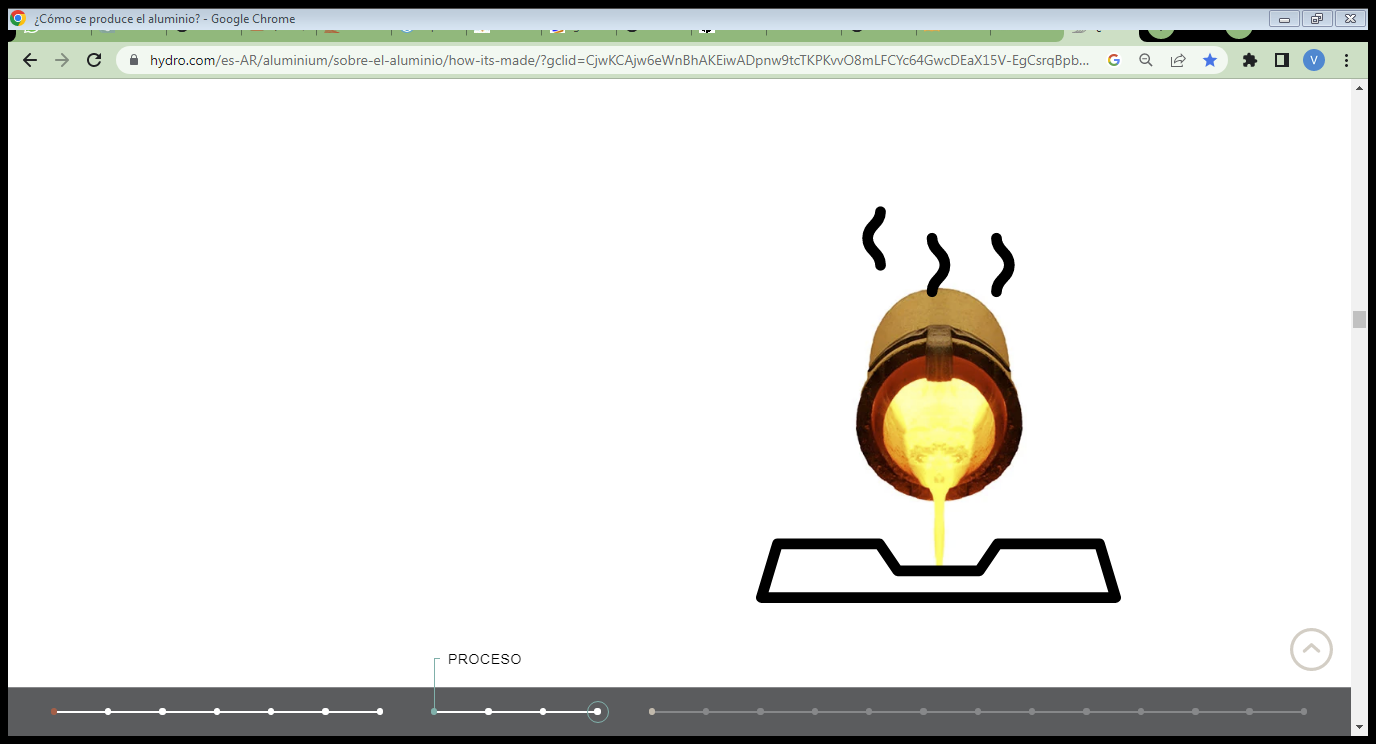 ¿Cómo se produce el aluminio? - Google Chrome
hydro.com/es-AR/aluminium/sobre-el-aluminio/how-its-made/?gclid=CjwKCAjw6eWnBhAKEiwADpnw9tcTKPKvvO8mLFCYc64GwcDEaX15V-EgCsrqBpb...
V
PROCESO